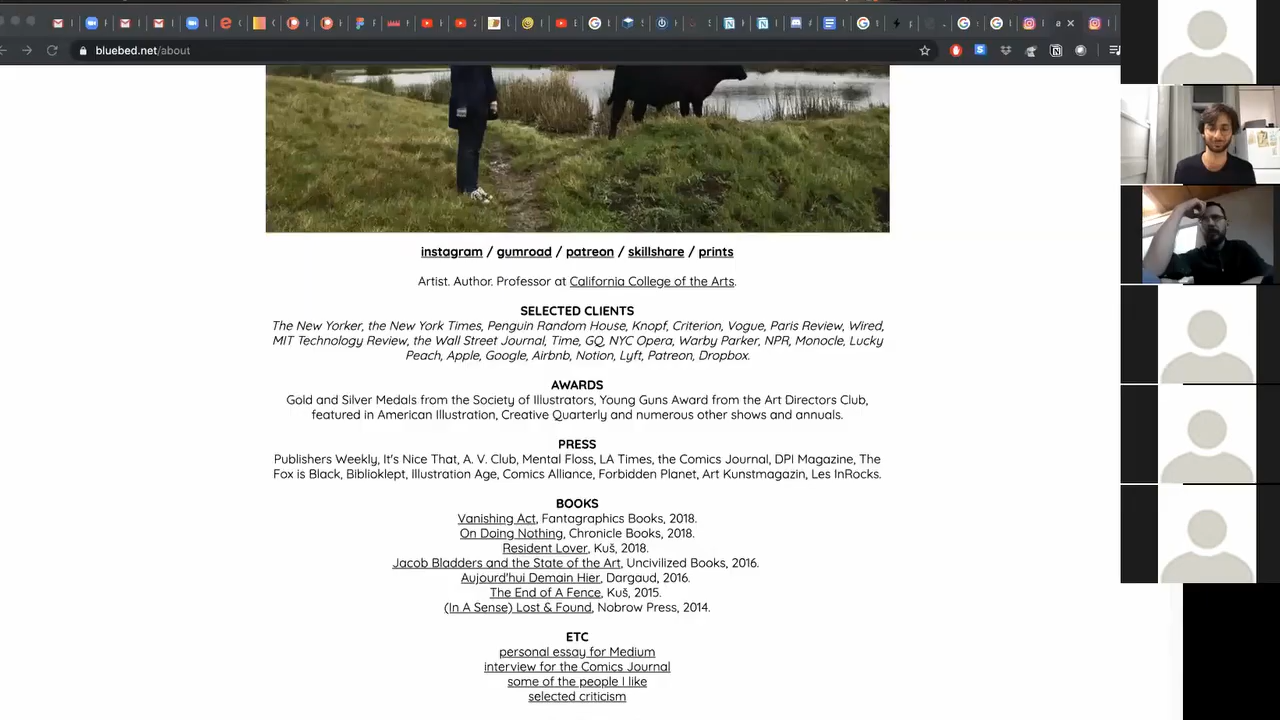 bluebed.net/about
instagram / gumroad / patreon / skillshare / prints
Artist. Author. Professor at California College of the Arts.
SELECTED CLIENTS
The New Yorker, the New York Times, Penguin Random House, Knopf, Criterion, Vogue, Paris Review, Wired,
MIT Technology Review, the Wall Street Journal, Time, GQ, NYC Opera, Warby Parker, NPR, Monocle, Lucky
Peach, Apple, Google, Airbnb, Notion, Lyft, Patreon, Dropbox.
AWARDS
Gold and Silver Medals from the Society of Illustrators, Young Guns Award from the Art Directors Club,
featured in American Illustration, Creative Quarterly and numerous other shows and annuals.
PRESS
Publishers Weekly, It's Nice That, A. V. Club, Mental Floss, LA Times, the Comics Journal, DPI Magazine, The
Fox is Black, Biblioklept, Illustration Age, Comics Alliance, Forbidden Planet, Art Kunstmagazin, Les InRocks.
BOOKS
Vanishing Act, Fantagraphics Books, 2018.
On Doing Nothing, Chronicle Books, 2018.
Resident Lover, Kuš, 2018.
Jacob Bladders and the State of the Art, Uncivilized Books, 2016.
Aujourd'hui Demain Hier, Dargaud, 2016.
The End of A Fence, Kuš, 2015.
(In A Sense) Lost & Found, Nobrow Press, 2014.
ETC
personal essay for Medium
interview for the Comics Journal
some of the people I like
selected criticism